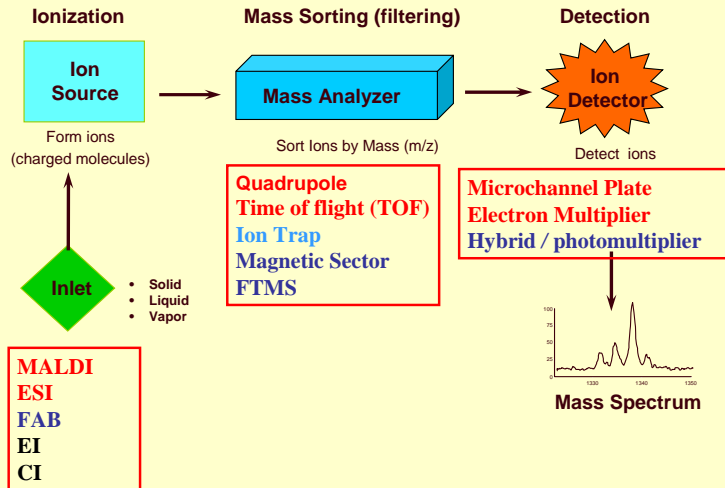 Ionization
Mass Sorting (filtering)
Detection
Ion
Source
Mass Analyzer
Ion
Detector
Form ions
(charged molecules)
Sort Ions by Mass (m/z)
Detect ions
Quadrupole
Time of flight (TOF)
Ion Trap
Magnetic Sector
FTMS
Microchannel Plate
Electron Multiplier
Hybrid / photomultiplier
Inlet
• Solid
• Liquid
• Vapor
MALDI
ESI
FAB
EI
CI
100
75
50
25
0
1330
1340
1350
Mass Spectrum